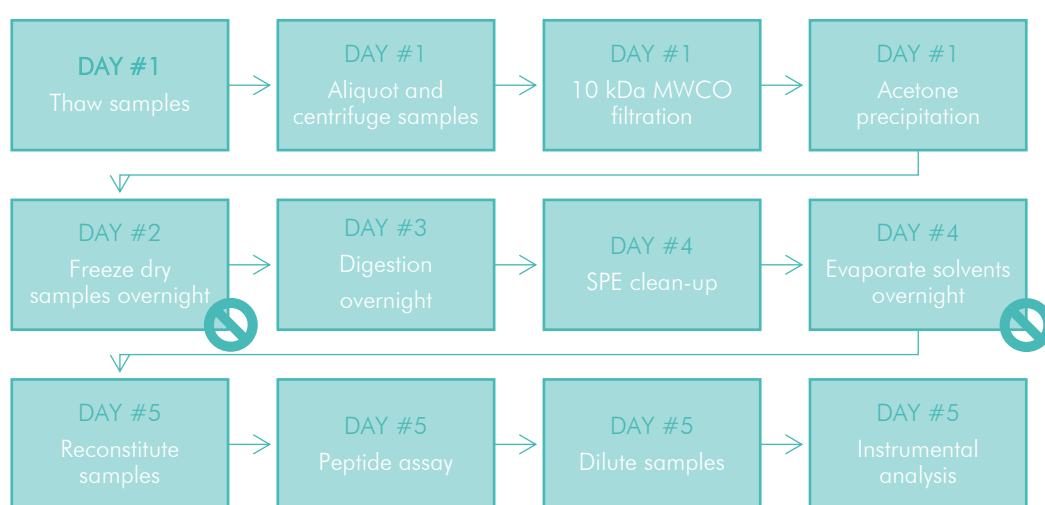 DAY #1
Thaw samples
DAY #1
Aliquot and
centrifuge samples
DAY #1
10 kDa MWCO
filtration
DAY #1
Acetone
precipitation
DAY #2
Freeze dry
samples overnight
DAY #3
Digestion
overnight
DAY #4
SPE clean-up
DAY #4
Evaporate solvents
overnight
DAY #5
Reconstitute
samples
DAY #5
Peptide assay
DAY #5
Dilute samples
DAY #5
Instrumental
analysis